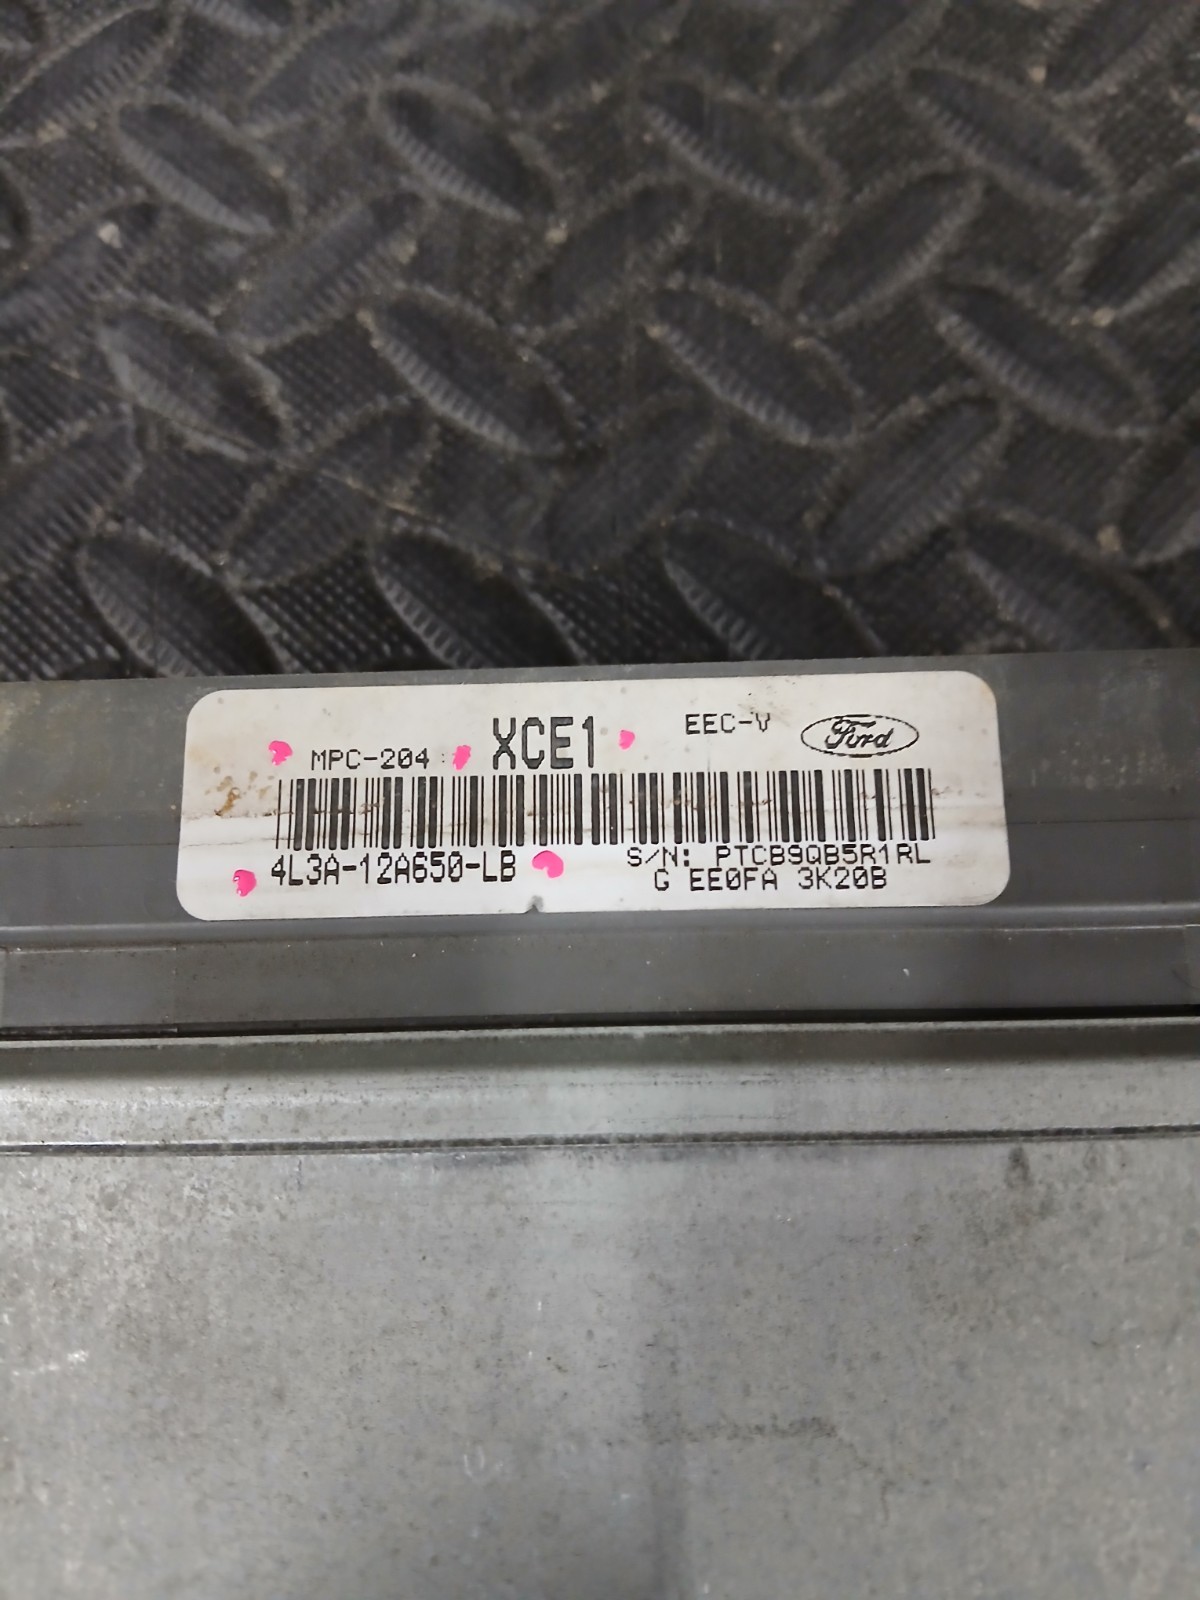 MPC-204 XCE1 EEC-V Ford
4L3A-12A650-LB
S/N: PTCB9QB5R1RL
G EE0FA 3K20B